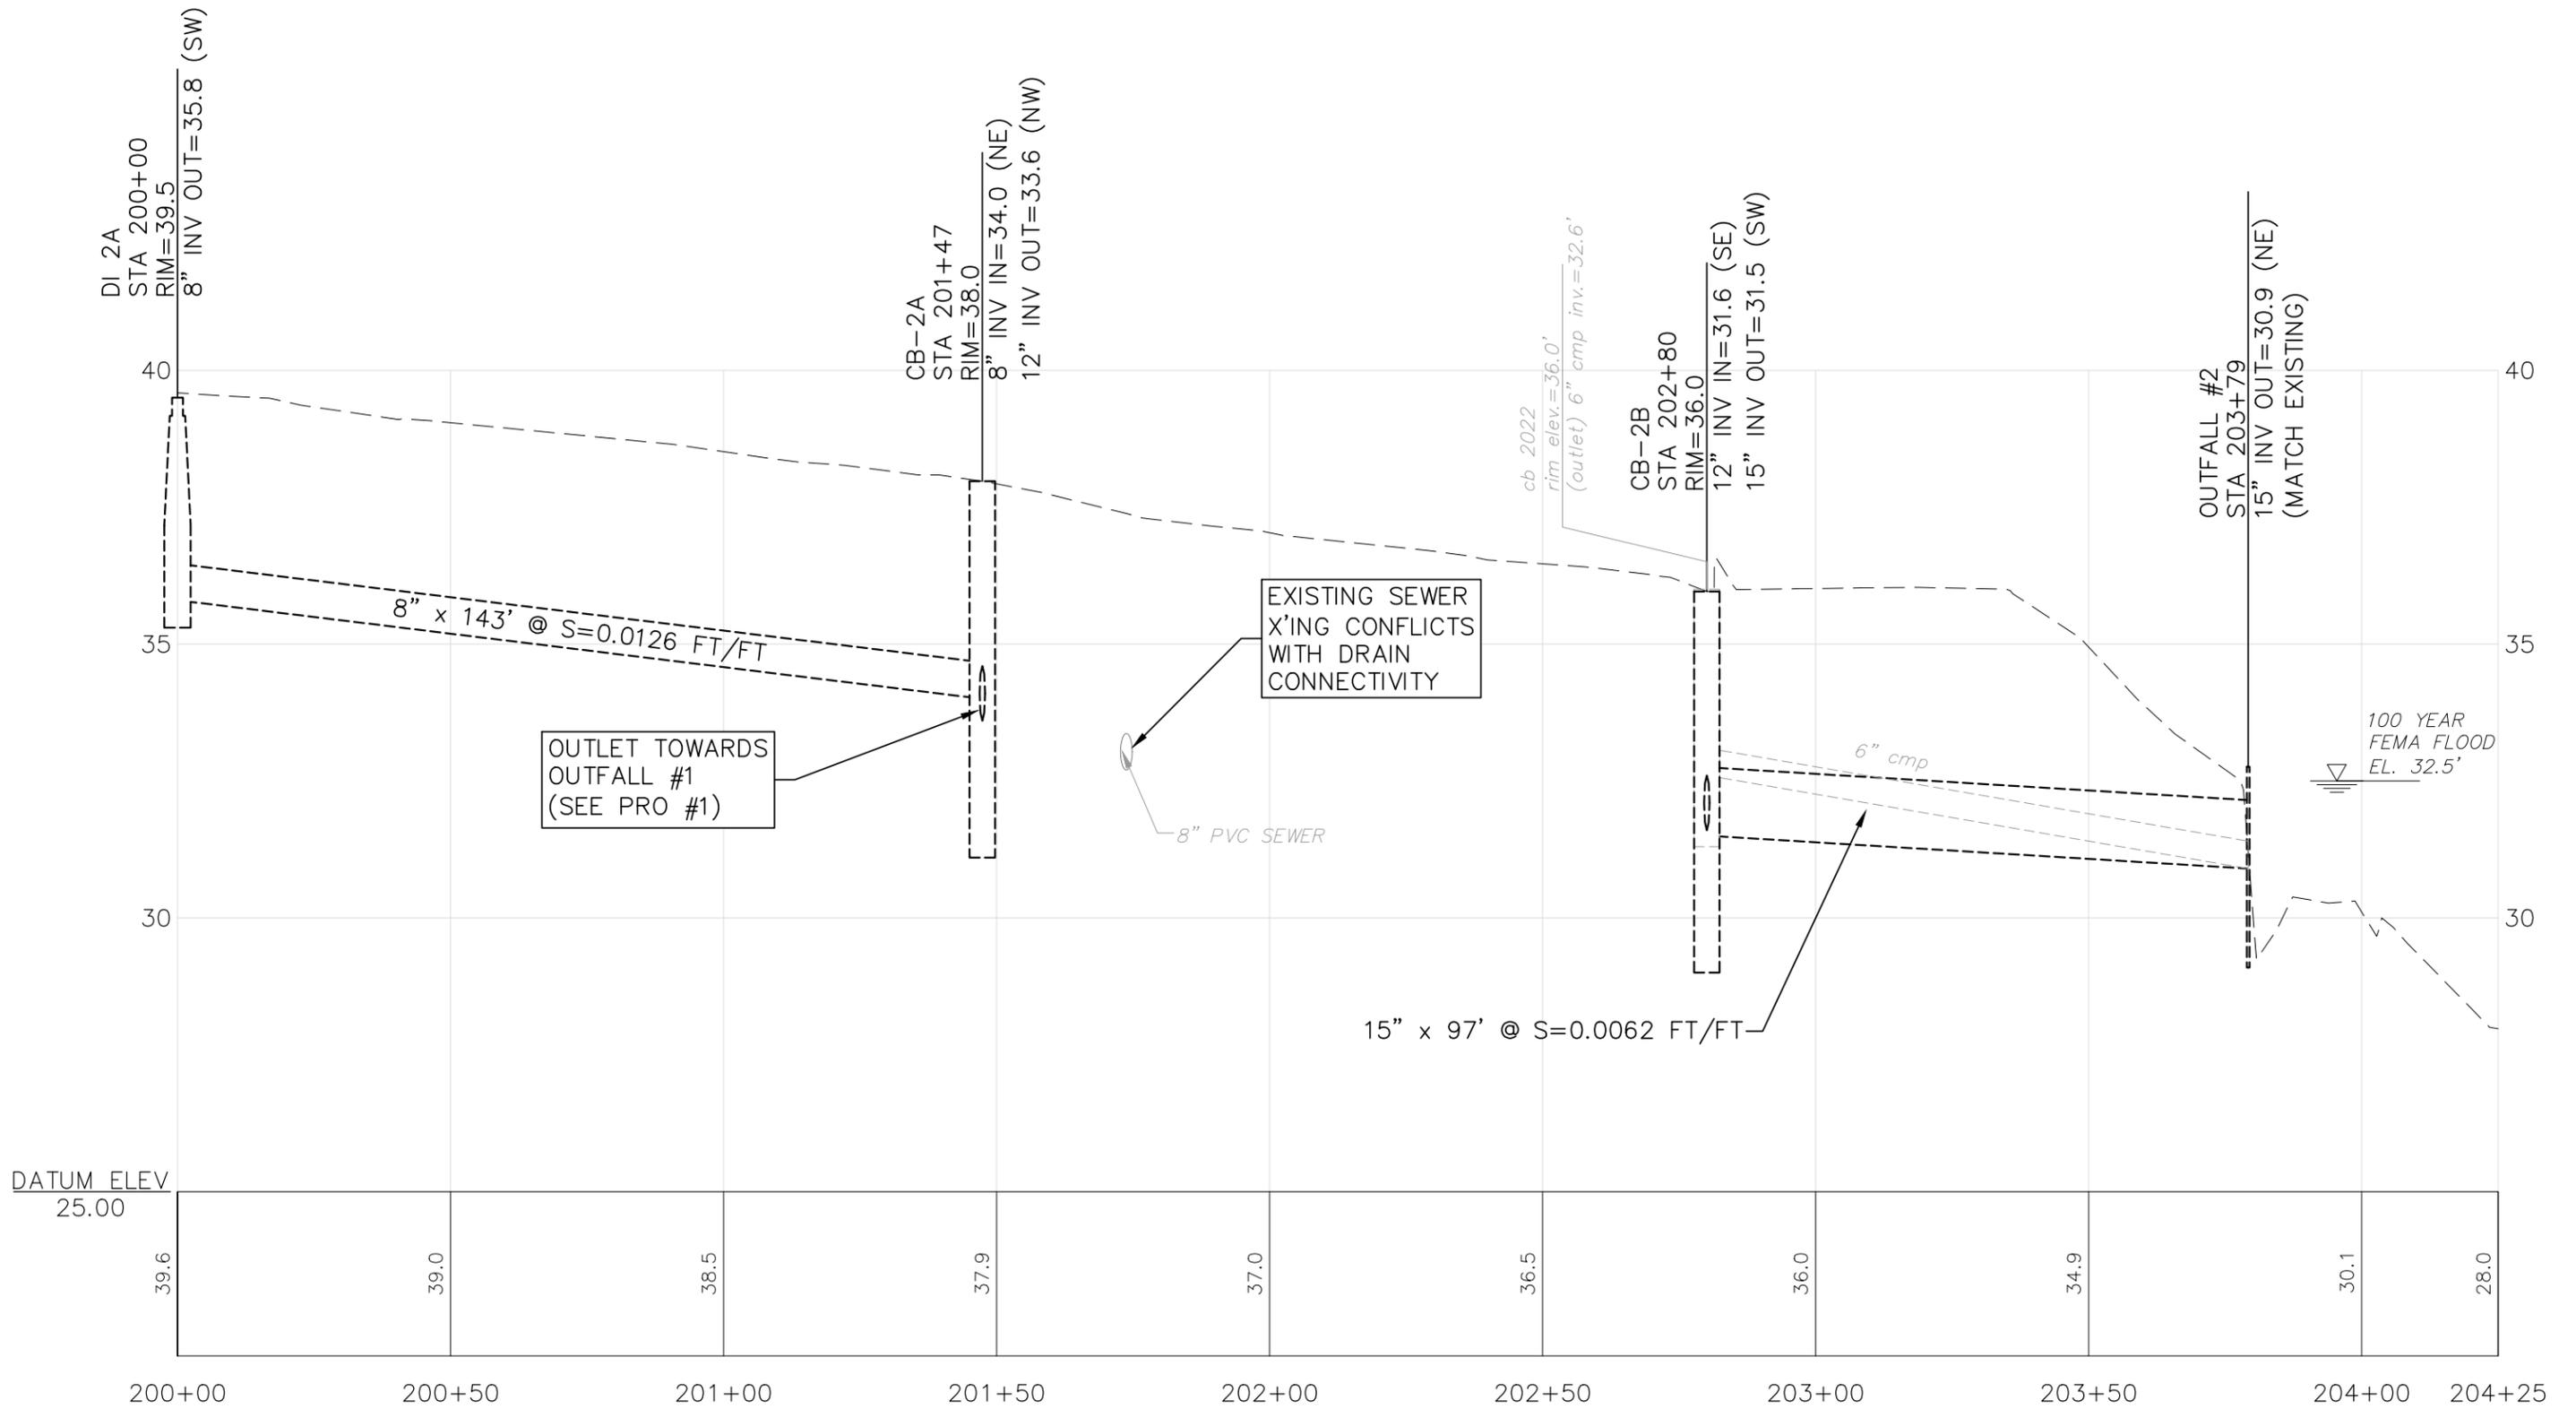 DI 2A
STA 200+00
RIM=39.5
8" INV OUT=35.8 (SW)
CB-2A
STA 201+47
RIM=38.0
8" INV IN=34.0 (NE)
12" INV OUT=33.6 (NW)
cb 2022
rim elev.=36.0'
(outlet) 6" cmp inv.=32.6'
CB-2B
STA 202+80
RIM=36.0
12" INV IN=31.6 (SE)
15" INV OUT=31.5 (SW)
OUTFALL #2
STA 203+79
15" INV OUT=30.9 (NE)
(MATCH EXISTING)
40
40
8" x 143' @ S=0.0126 FT/FT
EXISTING SEWER
X'ING CONFLICTS
WITH DRAIN
CONNECTIVITY
35
35
OUTLET TOWARDS
OUTFALL #1
(SEE PRO #1)
6" cmp
100 YEAR
FEMA FLOOD
EL. 32.5'
8" PVC SEWER
30
30
15" x 97' @ S=0.0062 FT/FT
DATUM ELEV
25.00
39.6
39.0
38.5
37.9
37.0
36.5
36.0
34.9
30.1
28.0
200+00
200+50
201+00
201+50
202+00
202+50
203+00
203+50
204+00
204+25